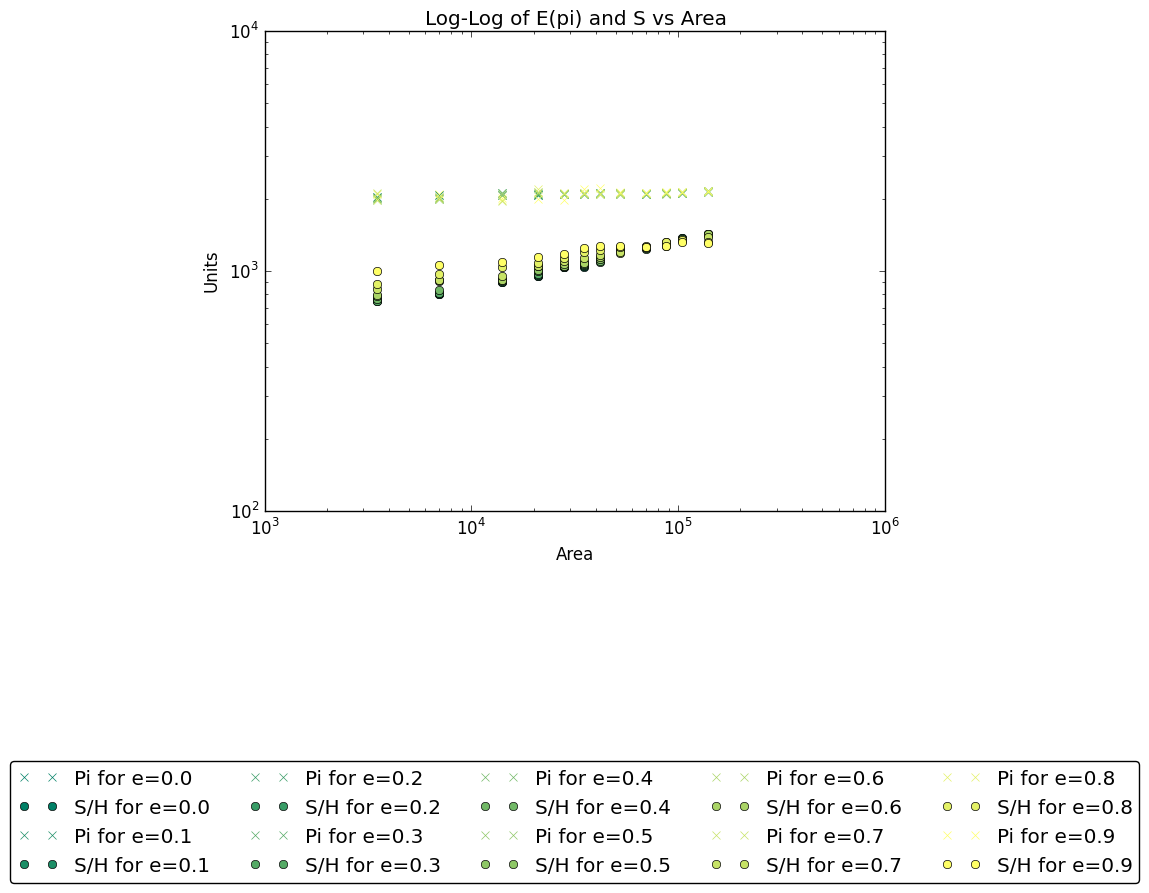 Log-Log of E(pi) and S vs Area
10^4
10^3
10^2
Units
10^3 10^4 10^5 10^6
Area
Pi for e=0.0 Pi for e=0.2 Pi for e=0.4 Pi for e=0.6 Pi for e=0.8
S/H for e=0.0 S/H for e=0.2 S/H for e=0.4 S/H for e=0.6 S/H for e=0.8
Pi for e=0.1 Pi for e=0.3 Pi for e=0.5 Pi for e=0.7 Pi for e=0.9
S/H for e=0.1 S/H for e=0.3 S/H for e=0.5 S/H for e=0.7 S/H for e=0.9